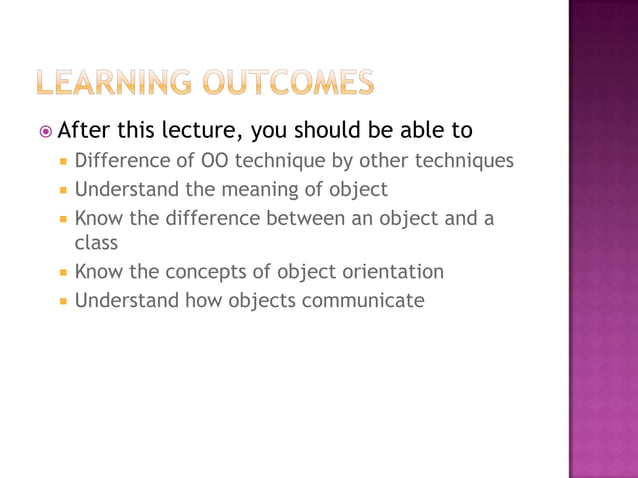 LEARNING OUTCOMES
After this lecture, you should be able to
Difference of OO technique by other techniques
Understand the meaning of object
Know the difference between an object and a
class
Know the concepts of object orientation
Understand how objects communicate